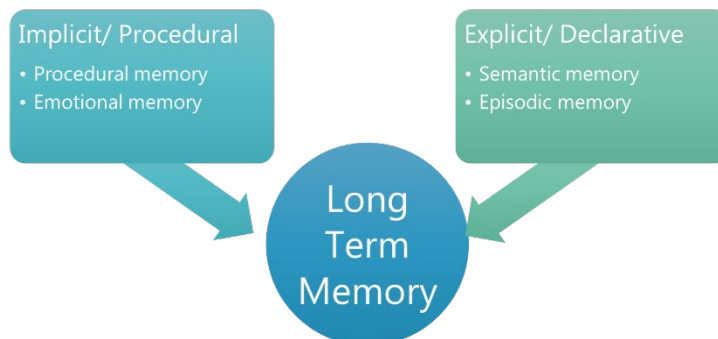 Implicit/ Procedural
• Procedural memory
• Emotional memory
Explicit/ Declarative
• Semantic memory
• Episodic memory
Long
Term
Memory